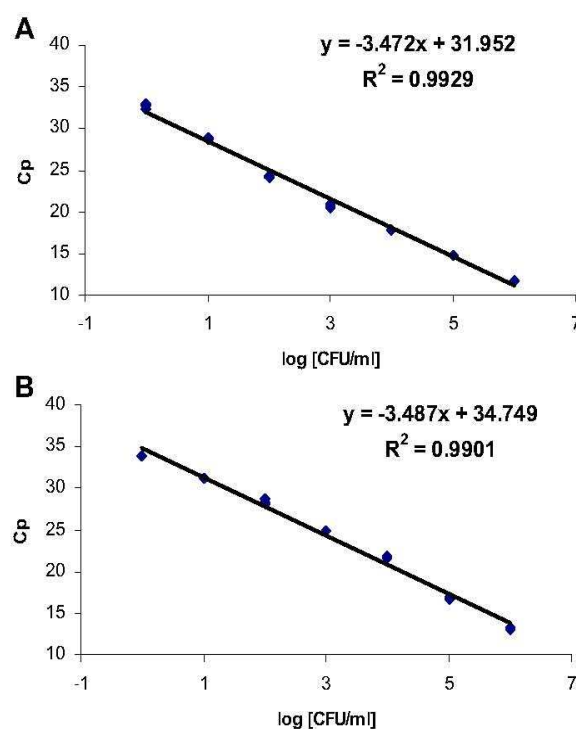 A
y = -3.472x + 31.952
R² = 0.9929
40
35
30
25
20
15
10
Cp
-1 1 3 5 7
log [CFU/ml]
B
y = -3.487x + 34.749
R² = 0.9901
40
35
30
25
20
15
10
Cp
-1 1 3 5 7
log [CFU/ml]